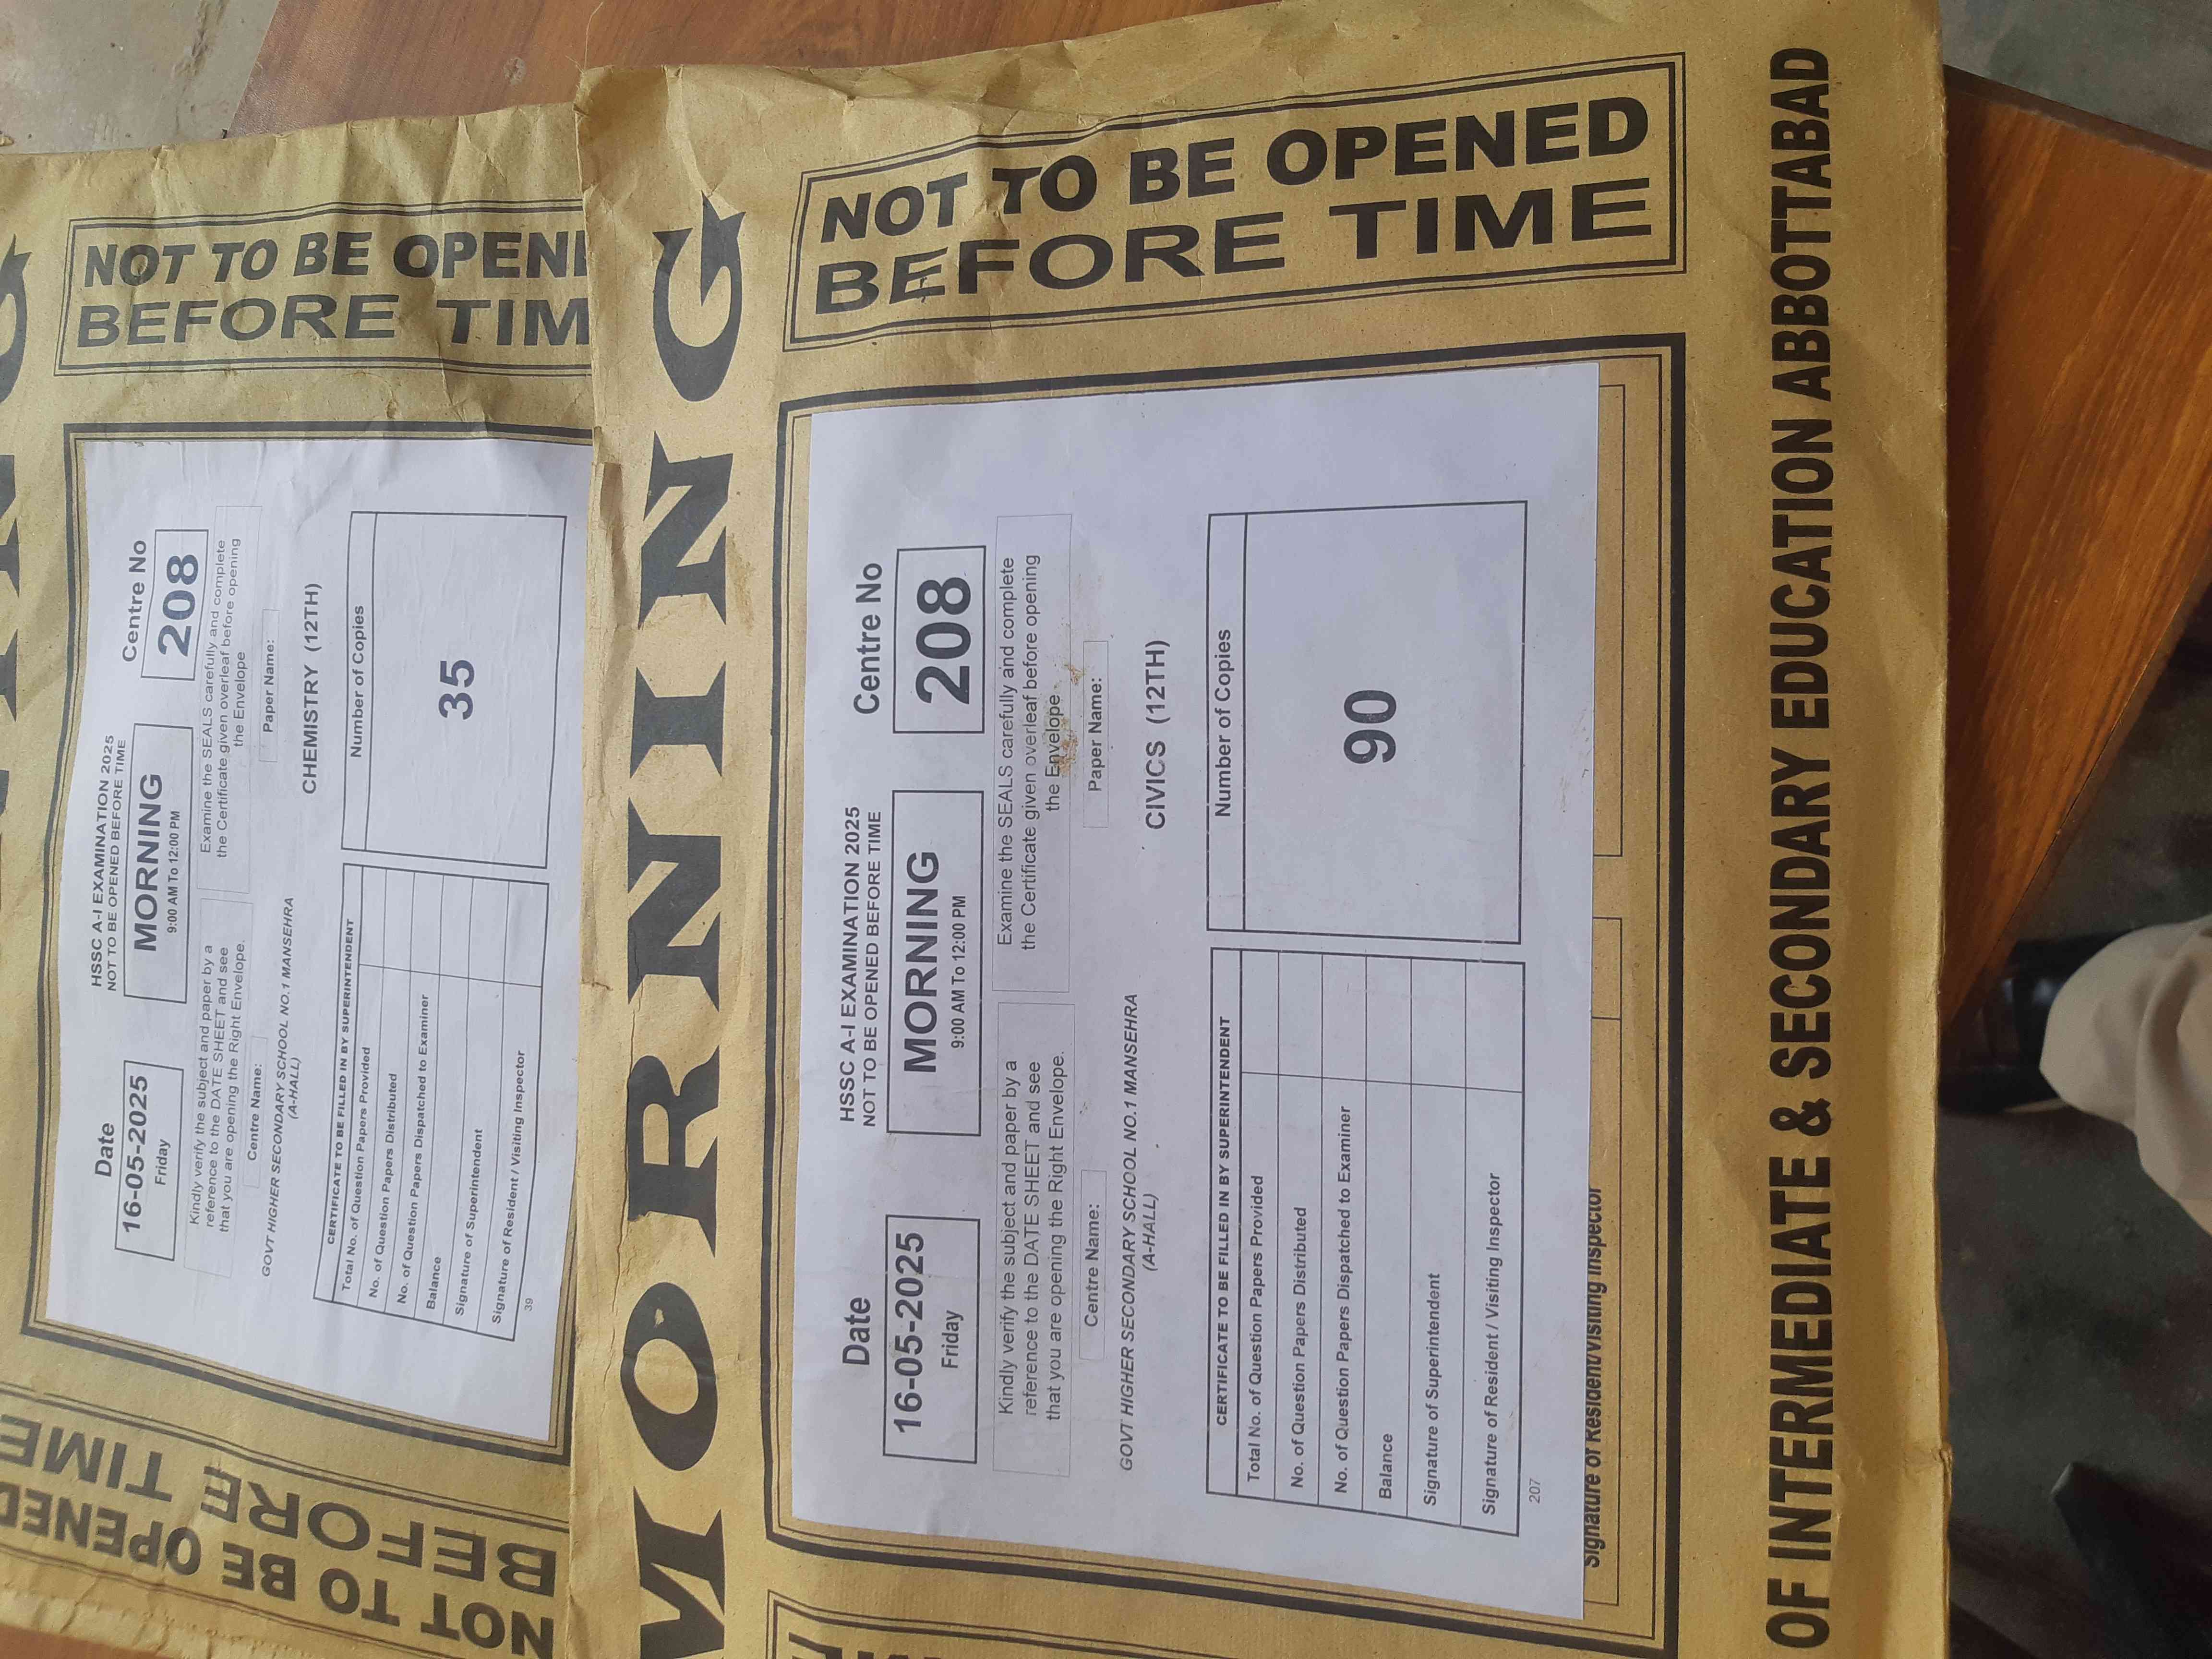 NOT TO BE OPENE
BEFORE TIM
HSSC A-I EXAMINATION 2025
NOT TO BE OPENED BEFORE TIME
Date
16-05-2025
Friday
MORNING
9:00 AM To 12:00 PM
Centre No
208
Kindly verify the subject and paper by a
reference to the DATE SHEET and see
that you are opening the Right Envelope.
Examine the SEALS carefully and complete
the Certificate given overleaf before opening
the Envelope
Centre Name:
GOVT HIGHER SECONDARY SCHOOL NO.1 MANSEHRA
(A-HALL)
Paper Name:
CHEMISTRY (12TH)
CERTIFICATE TO BE FILLED IN BY SUPERINTENDENT
Total No. of Question Papers Provided
No. of Question Papers Distributed
No. of Question Papers Dispatched to Examiner
Balance
Signature of Superintendent
Signature of Resident / Visiting Inspector
Number of Copies
35
39
NOT TO BE OPENED
BEFORE TIME
MORNING
NOT TO BE OPENED
BEFORE TIME
HSSC A-I EXAMINATION 2025
NOT TO BE OPENED BEFORE TIME
Date
16-05-2025
Friday
MORNING
9:00 AM To 12:00 PM
Centre No
208
Kindly verify the subject and paper by a
reference to the DATE SHEET and see
that you are opening the Right Envelope.
Examine the SEALS carefully and complete
the Certificate given overleaf before opening
the Envelope
Centre Name:
GOVT HIGHER SECONDARY SCHOOL NO.1 MANSEHRA
(A-HALL)
Paper Name:
CIVICS (12TH)
CERTIFICATE TO BE FILLED IN BY SUPERINTENDENT
Total No. of Question Papers Provided
No. of Question Papers Distributed
No. of Question Papers Dispatched to Examiner
Balance
Signature of Superintendent
Signature of Resident / Visiting Inspector
Number of Copies
90
207
Signature of Resident/Visiting Inspector
OF INTERMEDIATE & SECONDARY EDUCATION ABBOTTABAD